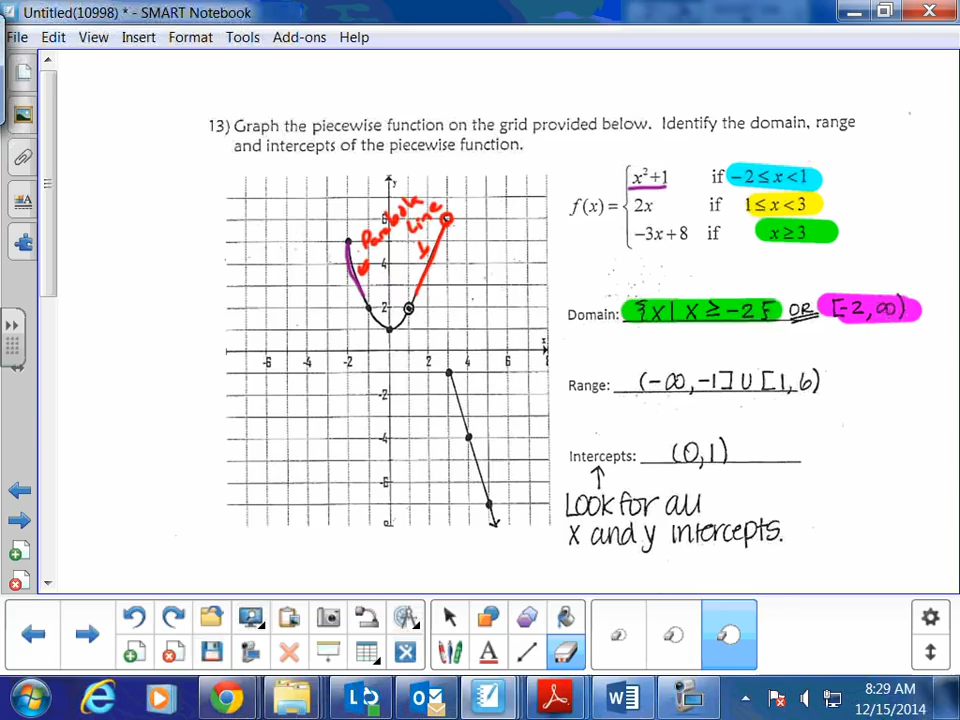 Untitled(10998) * - SMART Notebook
File Edit View Insert Format Tools Add-ons Help
13) Graph the piecewise function on the grid provided below. Identify the domain, range
and intercepts of the piecewise function.
f(x) = { x²+1 if -2 ≤ x < 1
2x if 1 ≤ x < 3
-3x+8 if x ≥ 3
y
Parabola
Line
4
2
-6 -4 -2 2 4 6 8
x
-2
-4
-6
Domain: {x | x ≥ -2} OR [-2, ∞)
Range: (-∞, -1] U [1, 6)
Intercepts: (0,1)
Look for all
x and y intercepts.
8:29 AM
12/15/2014